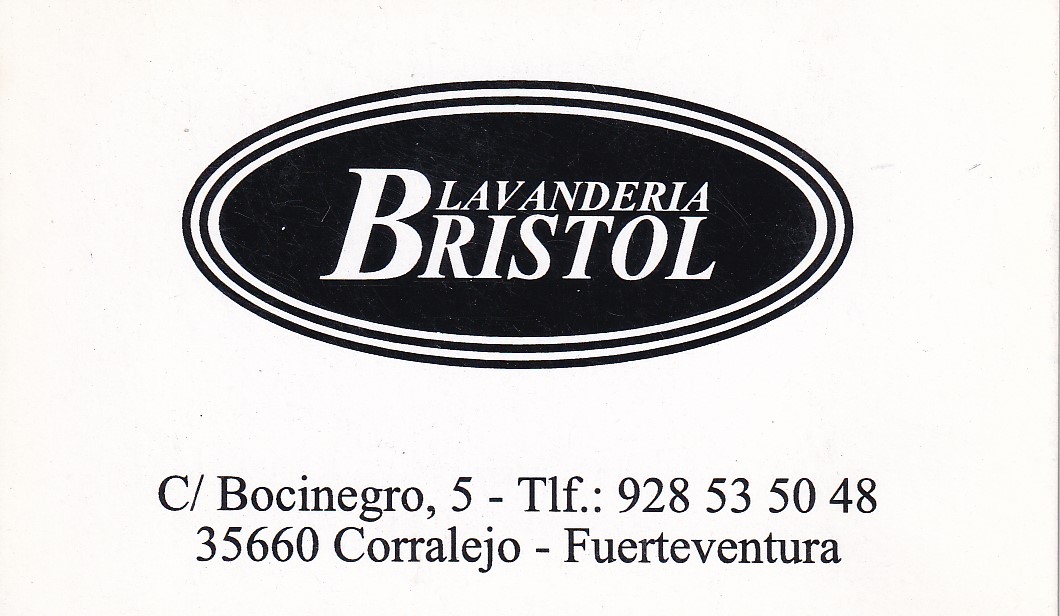 LAVANDERIA
BRISTOL
C/ Bocinegro, 5 - Tlf.: 928 53 50 48
35660 Corralejo - Fuerteventura